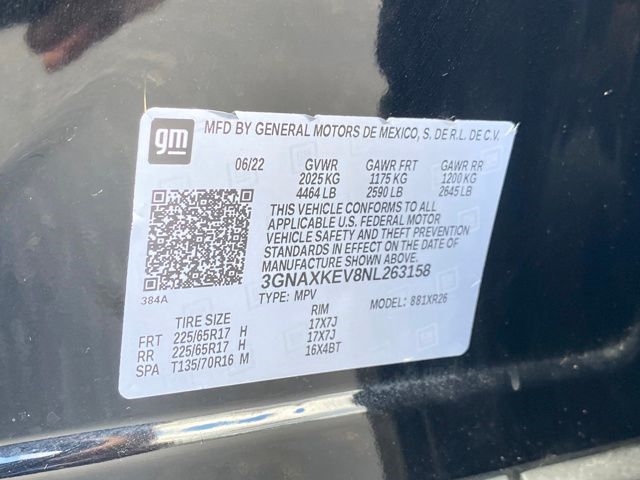 gm MFD BY GENERAL MOTORS DE MEXICO, S. DE R.L. DE C.V.
06/22 GVWR GAWR FRT GAWR RR
2025 KG 1175 KG 1200 KG
4464 LB 2590 LB 2645 LB
THIS VEHICLE CONFORMS TO ALL
APPLICABLE U.S. FEDERAL MOTOR
VEHICLE SAFETY AND THEFT PREVENTION
STANDARDS IN EFFECT ON THE DATE OF
MANUFACTURE SHOWN ABOVE.
3GNAXKEV8NL263158
384A TYPE: MPV MODEL: 881XR26
TIRE SIZE RIM
FRT 225/65R17 H 17X7J
RR 225/65R17 H 17X7J
SPA T135/70R16 M 16X4BT